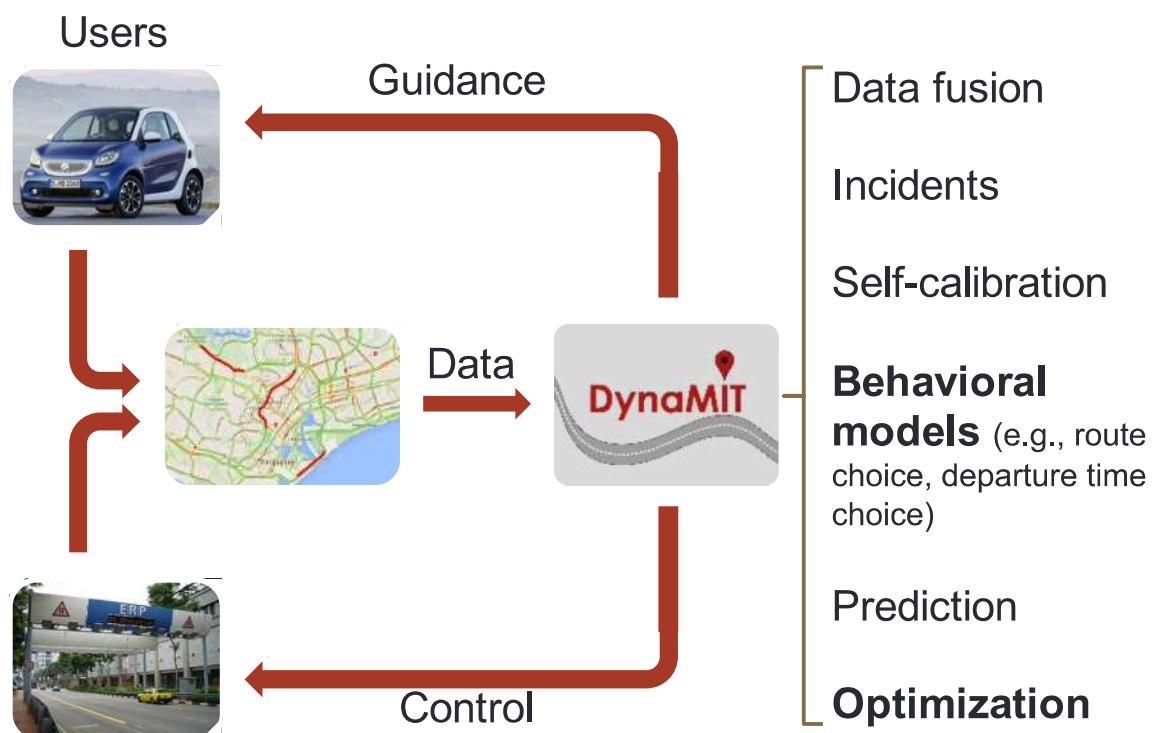 Users
Guidance
Data
DynaMIT
ERP
Control
Data fusion
Incidents
Self-calibration
Behavioral
models (e.g., route
choice, departure time
choice)
Prediction
Optimization